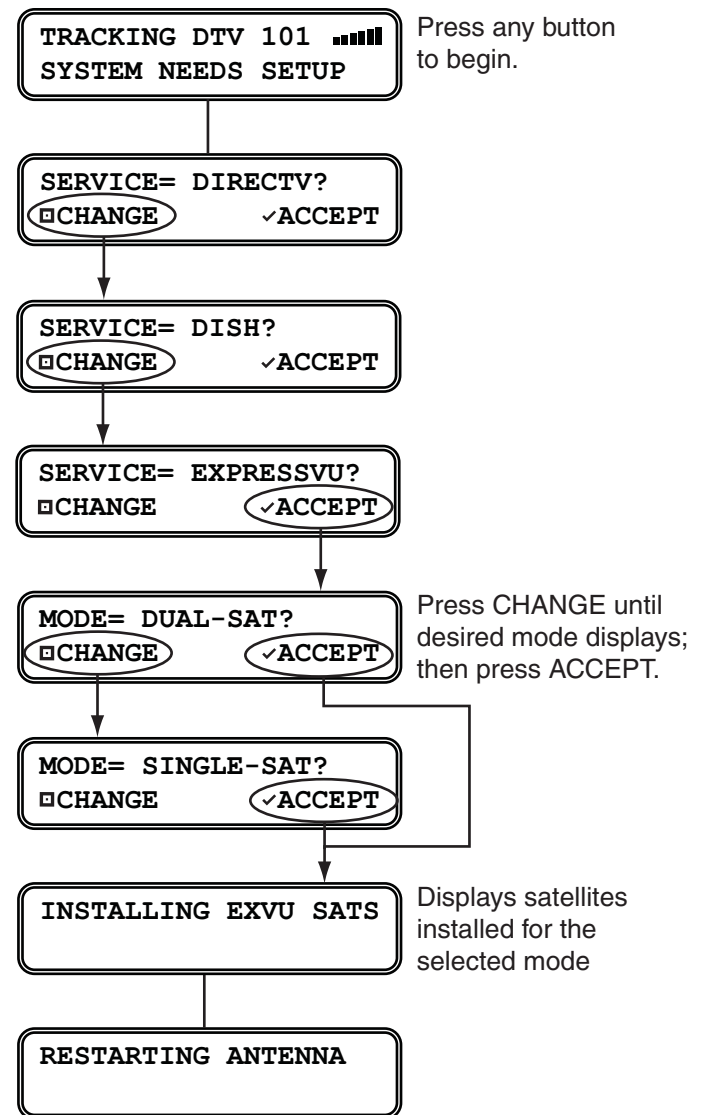 TRACKING DTV 101
SYSTEM NEEDS SETUP
Press any button
to begin.
SERVICE= DIRECTV?
CHANGE ✓ACCEPT
SERVICE= DISH?
CHANGE ✓ACCEPT
SERVICE= EXPRESSVU?
CHANGE ✓ACCEPT
MODE= DUAL-SAT?
CHANGE ✓ACCEPT
Press CHANGE until
desired mode displays;
then press ACCEPT.
MODE= SINGLE-SAT?
CHANGE ✓ACCEPT
INSTALLING EXVU SATS
Displays satellites
installed for the
selected mode
RESTARTING ANTENNA